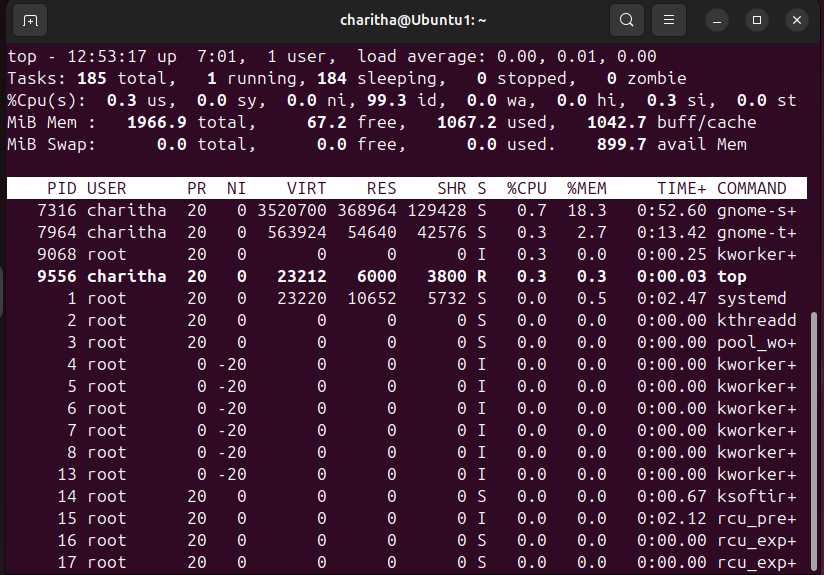 charitha@Ubuntu1: ~
top - 12:53:17 up  7:01,  1 user,  load average: 0.00, 0.01, 0.00
Tasks: 185 total,   1 running, 184 sleeping,   0 stopped,   0 zombie
%Cpu(s):  0.3 us,  0.0 sy,  0.0 ni, 99.3 id,  0.0 wa,  0.0 hi,  0.3 si,  0.0 st
MiB Mem :   1966.9 total,     67.2 free,   1067.2 used,   1042.7 buff/cache
MiB Swap:      0.0 total,      0.0 free,      0.0 used.    899.7 avail Mem
PID USER      PR  NI    VIRT    RES    SHR S  %CPU  %MEM     TIME+ COMMAND
7316 charitha  20   0 3520700 368964 129428 S   0.7  18.3   0:52.60 gnome-s+
7964 charitha  20   0  563924  54640  42576 S   0.3   2.7   0:13.42 gnome-t+
9068 root      20   0       0      0      0 I   0.3   0.0   0:00.25 kworker+
9556 charitha  20   0   23212   6000   3800 R   0.3   0.3   0:00.03 top
1 root      20   0   23220  10652   5732 S   0.0   0.5   0:02.47 systemd
2 root      20   0       0      0      0 S   0.0   0.0   0:00.00 kthreadd
3 root      20   0       0      0      0 S   0.0   0.0   0:00.00 pool_wo+
4 root       0 -20       0      0      0 I   0.0   0.0   0:00.00 kworker+
5 root       0 -20       0      0      0 I   0.0   0.0   0:00.00 kworker+
6 root       0 -20       0      0      0 I   0.0   0.0   0:00.00 kworker+
7 root       0 -20       0      0      0 I   0.0   0.0   0:00.00 kworker+
8 root       0 -20       0      0      0 I   0.0   0.0   0:00.00 kworker+
13 root       0 -20       0      0      0 I   0.0   0.0   0:00.00 kworker+
14 root      20   0       0      0      0 S   0.0   0.0   0:00.67 ksoftir+
15 root      20   0       0      0      0 I   0.0   0.0   0:02.12 rcu_pre+
16 root      20   0       0      0      0 S   0.0   0.0   0:00.00 rcu_exp+
17 root      20   0       0      0      0 S   0.0   0.0   0:00.00 rcu_exp+